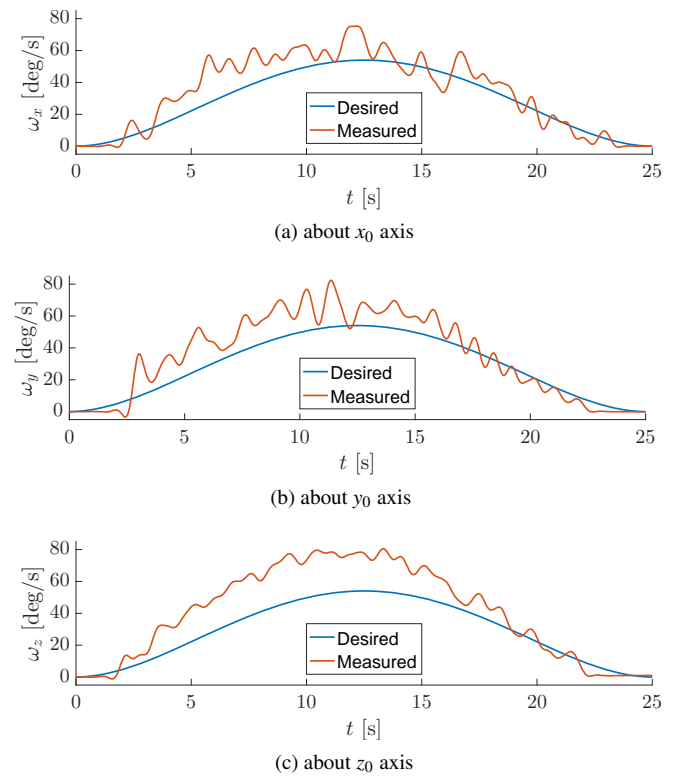 80
60
40
20
0
ω_x [deg/s]
Desired
Measured
0 5 10 15 20 25
t [s]
(a) about x_0 axis
80
60
40
20
0
ω_y [deg/s]
Desired
Measured
0 5 10 15 20 25
t [s]
(b) about y_0 axis
80
60
40
20
0
ω_z [deg/s]
Desired
Measured
0 5 10 15 20 25
t [s]
(c) about z_0 axis